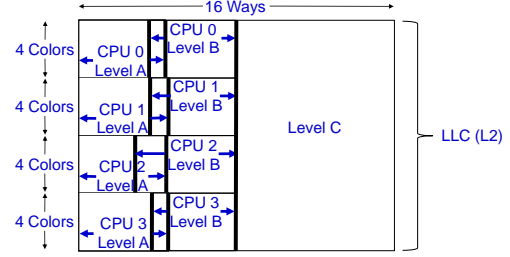 16 Ways
4 Colors
CPU 0
Level A
CPU 0
Level B
4 Colors
CPU 1
Level A
CPU 1
Level B
4 Colors
CPU 2
Level A
CPU 2
Level B
4 Colors
CPU 3
Level A
CPU 3
Level B
Level C
LLC (L2)